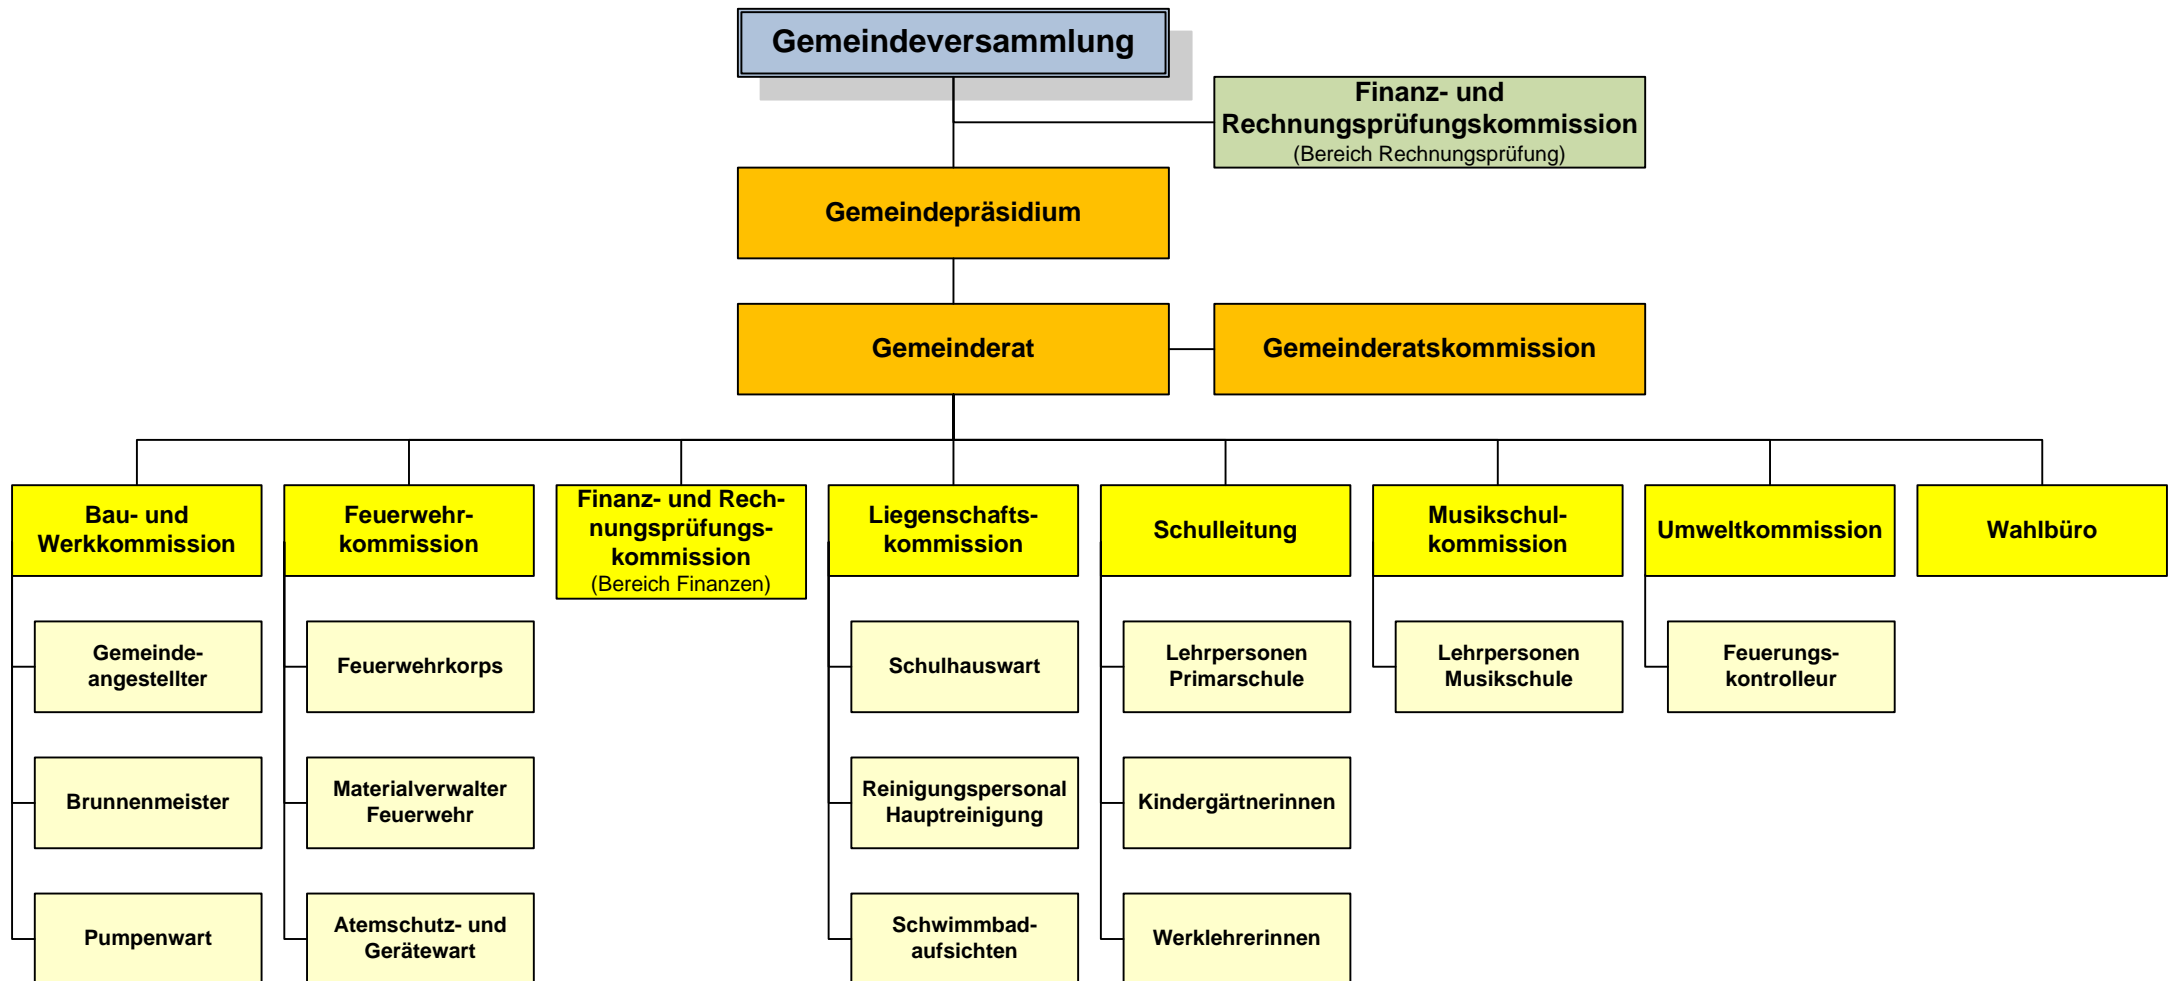 Gemeindeversammlung
Finanz- und
Rechnungsprüfungskommission
(Bereich Rechnungsprüfung)
Gemeindepräsidium
Gemeinderat
Gemeinderatskommission
Bau- und
Werkkommission
Feuerwehr-
kommission
Finanz- und Rech-
nungsprüfungs-
kommission
(Bereich Finanzen)
Liegenschafts-
kommission
Schulleitung
Musikschul-
kommission
Umweltkommission
Wahlbüro
Gemeinde-
angestellter
Feuerwehrkorps
Schulhauswart
Lehrpersonen
Primarschule
Lehrpersonen
Musikschule
Feuerungs-
kontrolleur
Brunnenmeister
Materialverwalter
Feuerwehr
Reinigungspersonal
Hauptreinigung
Kindergärtnerinnen
Pumpenwart
Atemschutz- und
Gerätewart
Schwimmbad-
aufsichten
Werklehrerinnen